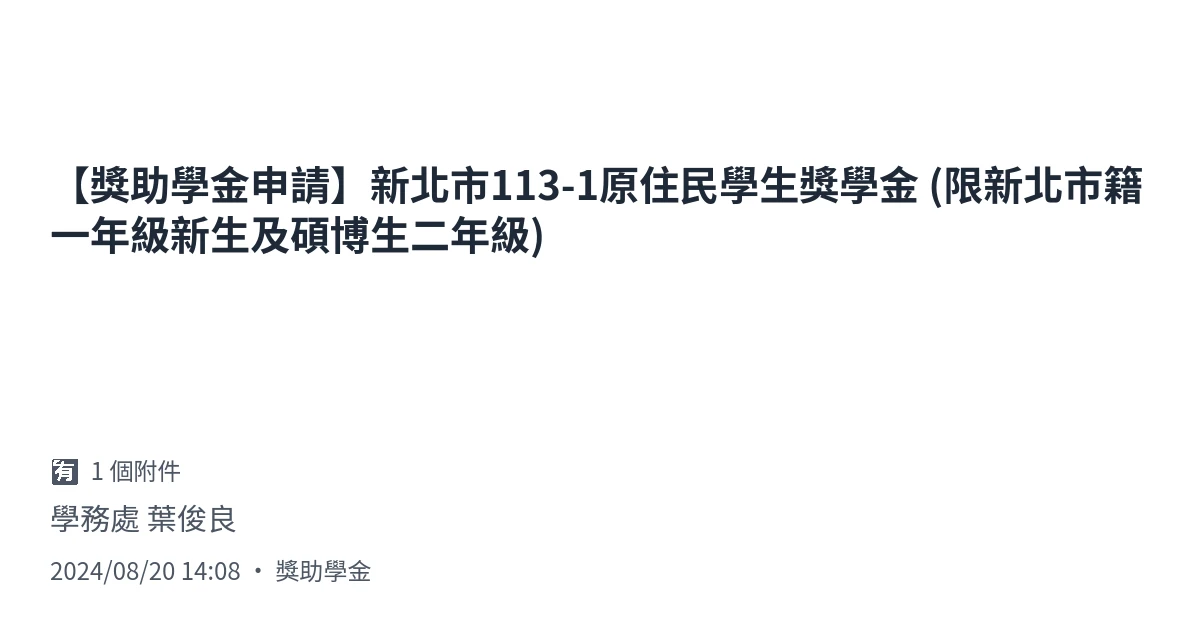 【獎助學金申請】新北市113-1原住民學生獎學金 (限新北市籍
一年級新生及碩博生二年級)
有 1 個附件
學務處 葉俊良
2024/08/20 14:08 • 獎助學金